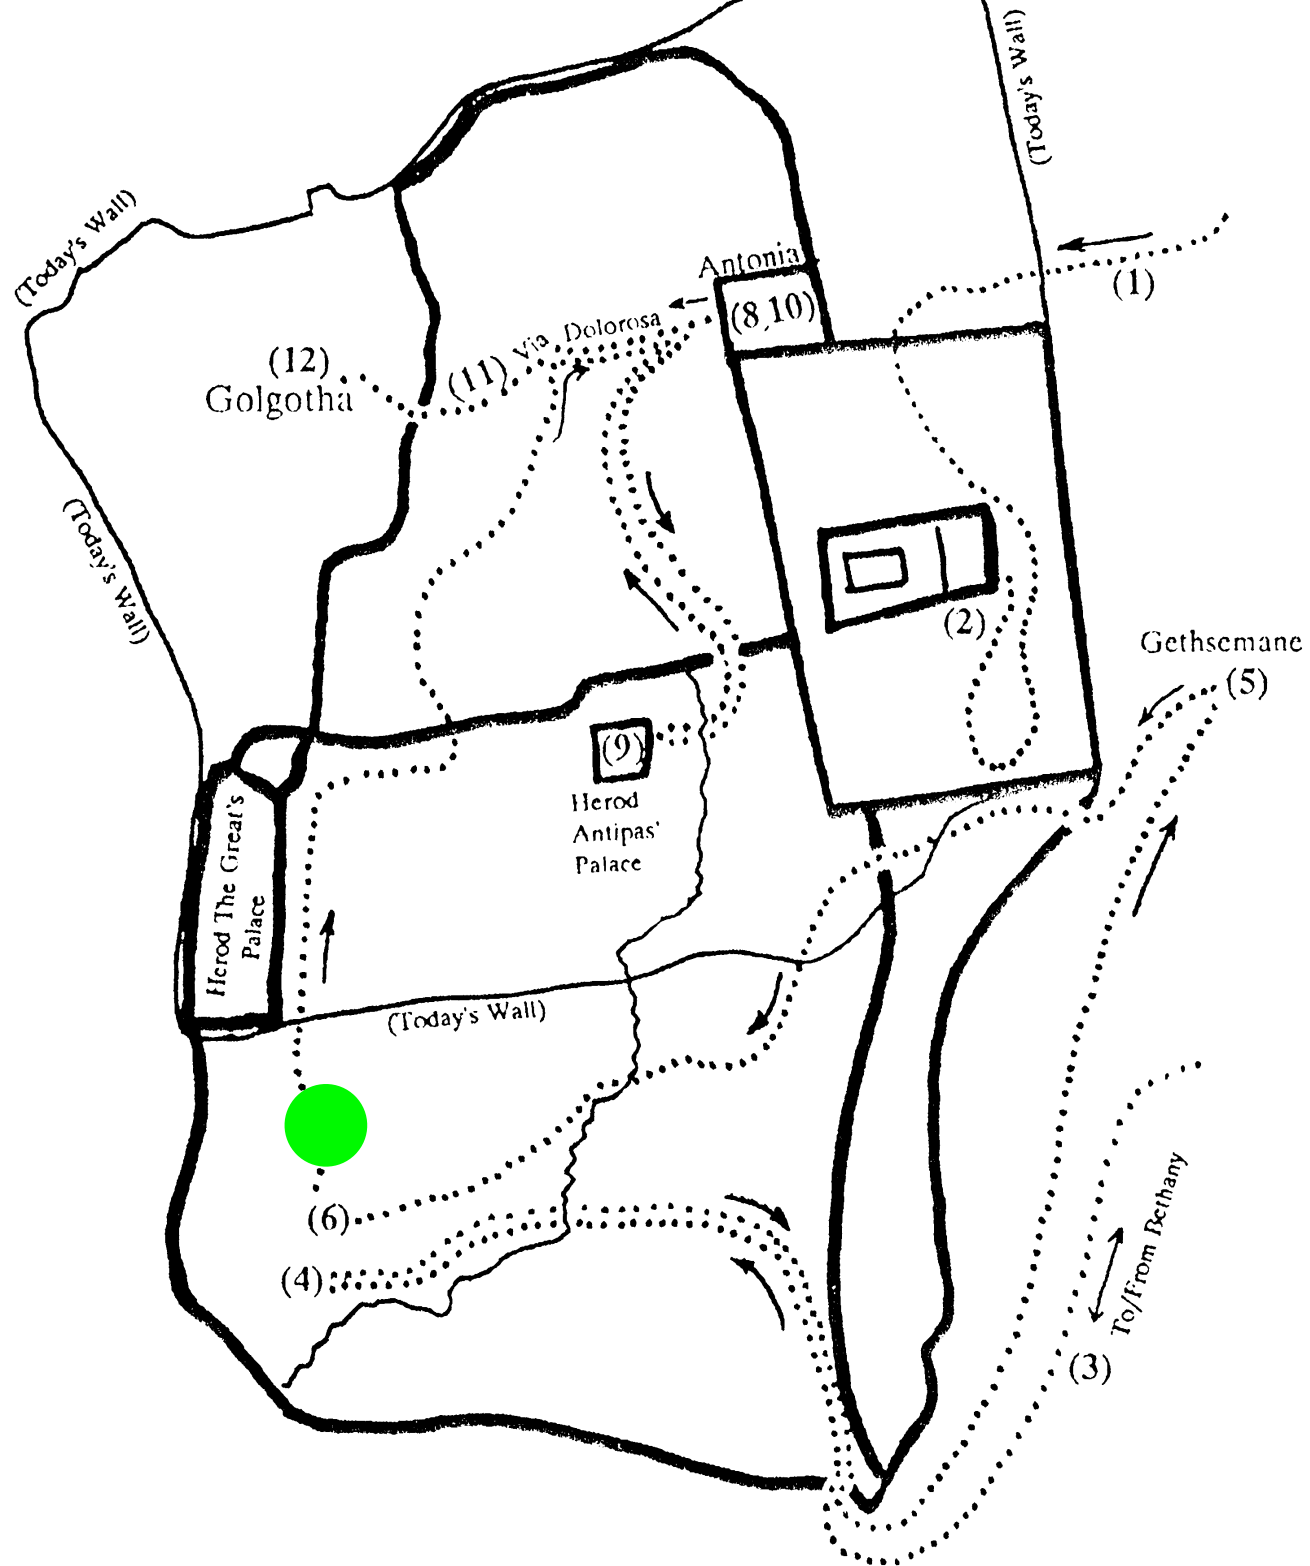 (Today's Wall)
(Today's Wall)
(1)
Antonia
(8,10)
Via Dolorosa
(11)
(12)
Golgotha
(Today's Wall)
(2)
Gethsemane
(5)
(9)
Herod
Antipas'
Palace
Herod The Great's
Palace
(Today's Wall)
(6)
(4)
To/From Bethany
(3)